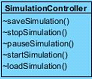 SimulationController
~saveSimulation()
~stopSimulation()
~pauseSimulation()
~startSimulation()
~loadSimulation()